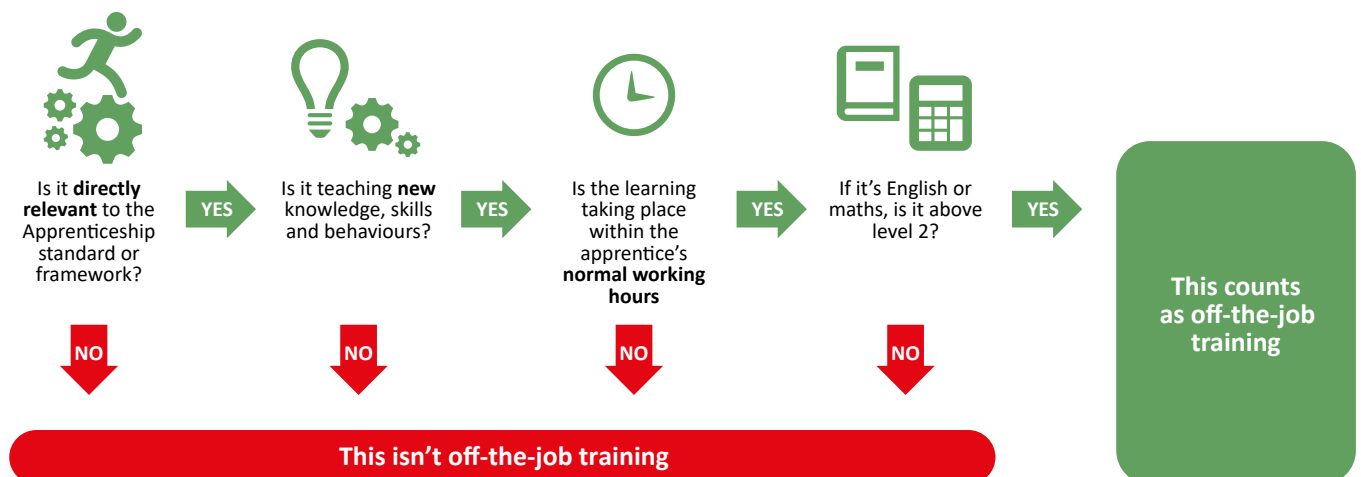 Is it directly
relevant to the
Apprenticeship
standard or
framework?
YES
Is it teaching new
knowledge, skills
and behaviours?
YES
Is the learning
taking place
within the
apprentice's
normal working
hours
YES
If it's English or
maths, is it above
level 2?
YES
This counts
as off-the-job
training
NO
NO
NO
NO
This isn't off-the-job training